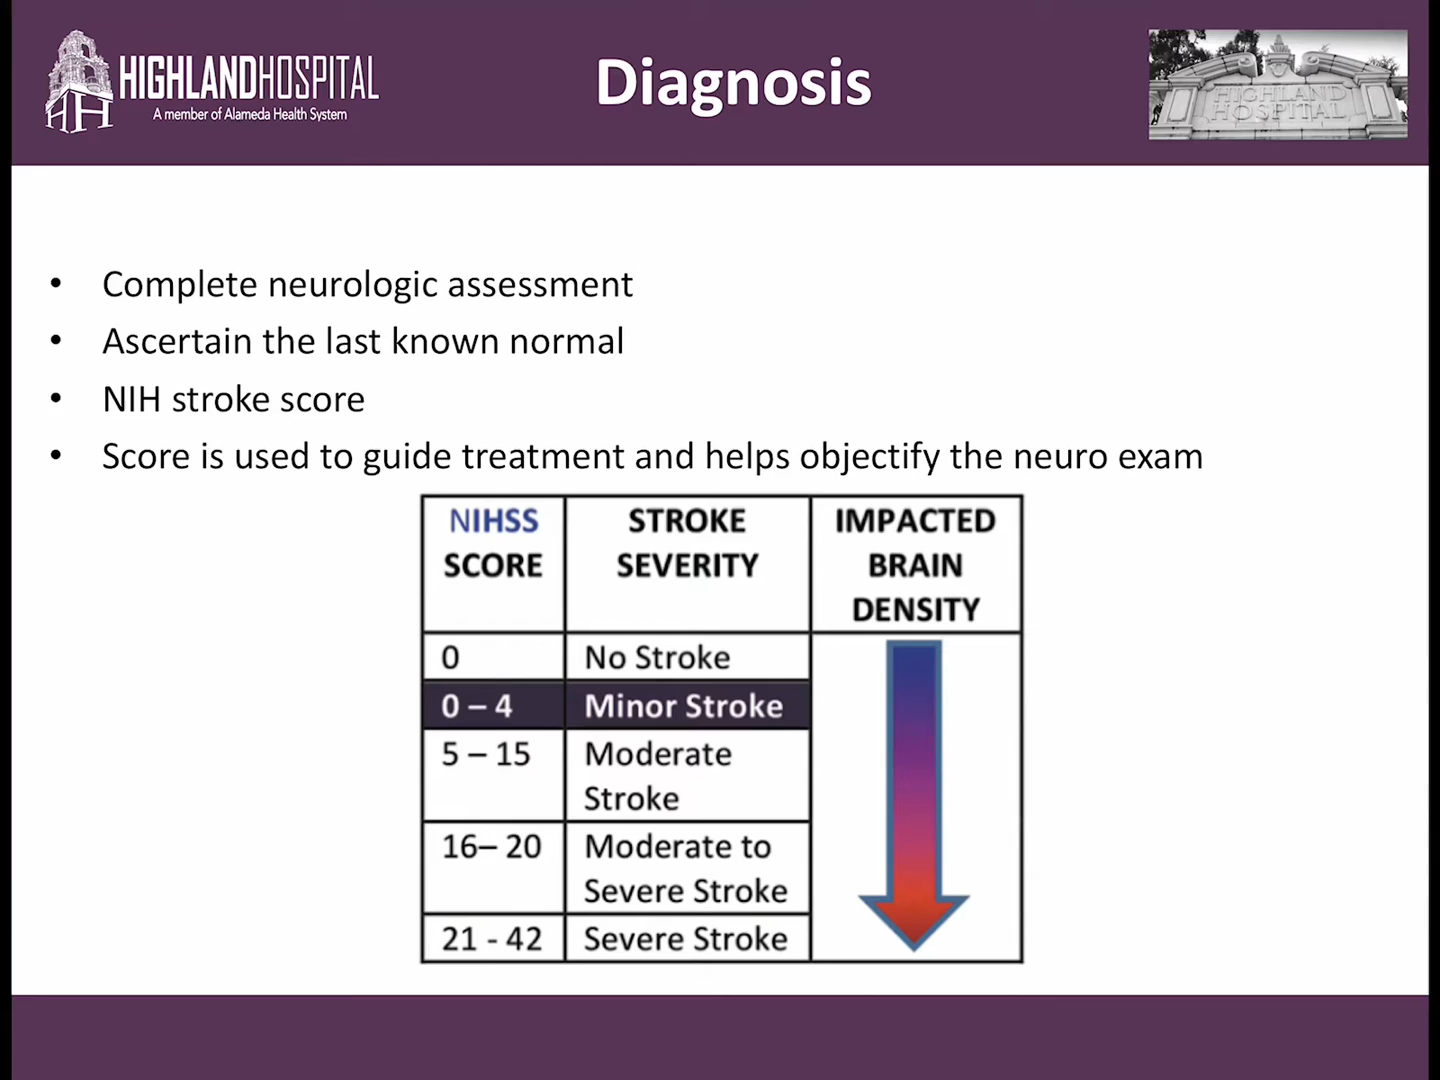 HIGHLANDHOSPITAL
A member of Alameda Health System
Diagnosis
HIGHLAND
HOSPITAL
• Complete neurologic assessment
• Ascertain the last known normal
• NIH stroke score
• Score is used to guide treatment and helps objectify the neuro exam
NIHSS SCORE
STROKE SEVERITY
IMPACTED BRAIN DENSITY
0
No Stroke
0 – 4
Minor Stroke
5 – 15
Moderate
Stroke
16– 20
Moderate to
Severe Stroke
21 - 42
Severe Stroke